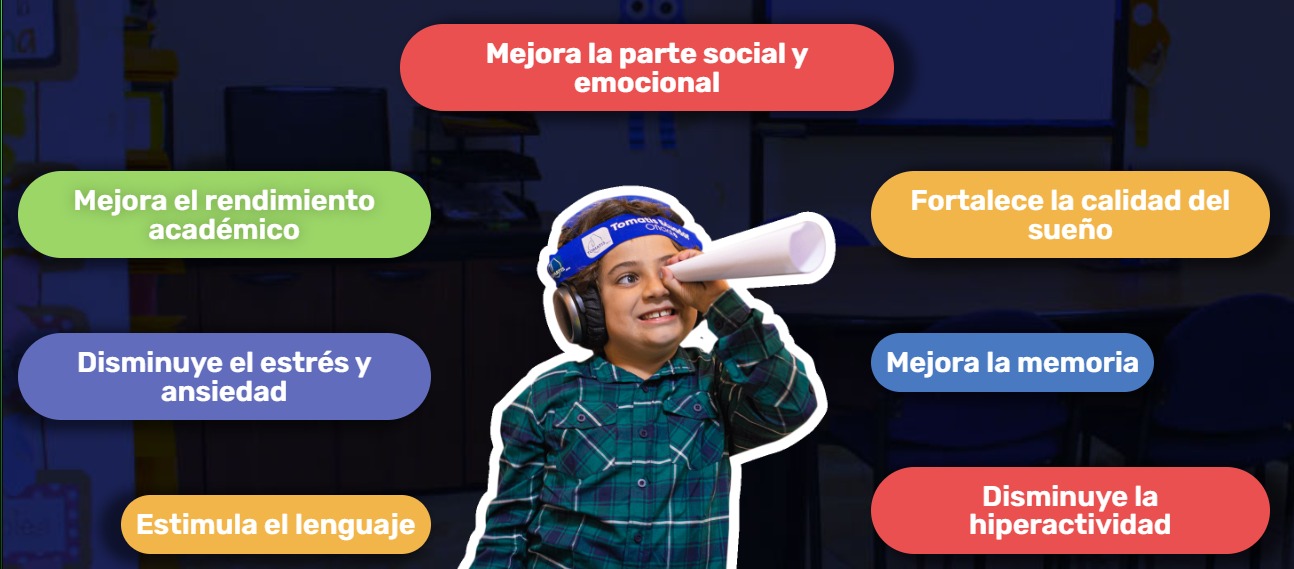 Mejora la parte social y
emocional
Mejora el rendimiento
académico
Fortalece la calidad del
sueño
Tomatis
Disminuye el estrés y
ansiedad
Mejora la memoria
Estimula el lenguaje
Disminuye la
hiperactividad